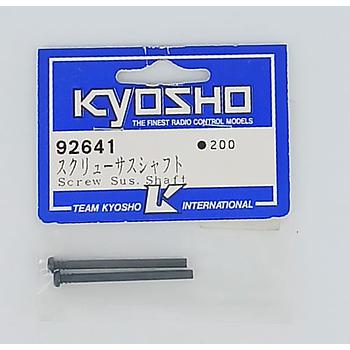 KYOSHO
THE FINEST RADIO CONTROL MODELS
92641 ●200
スクリューサスシャフト
Screw Sus. Shaft
TEAM KYOSHO K INTERNATIONAL